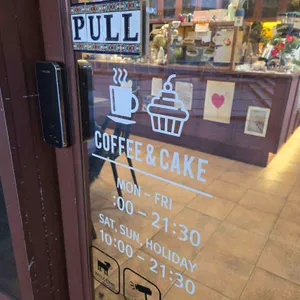 PULL
COFFEE & CAKE
MON - FRI
:00 - 21:30
SAT, SUN, HOLIDAY
10:00 - 21:30